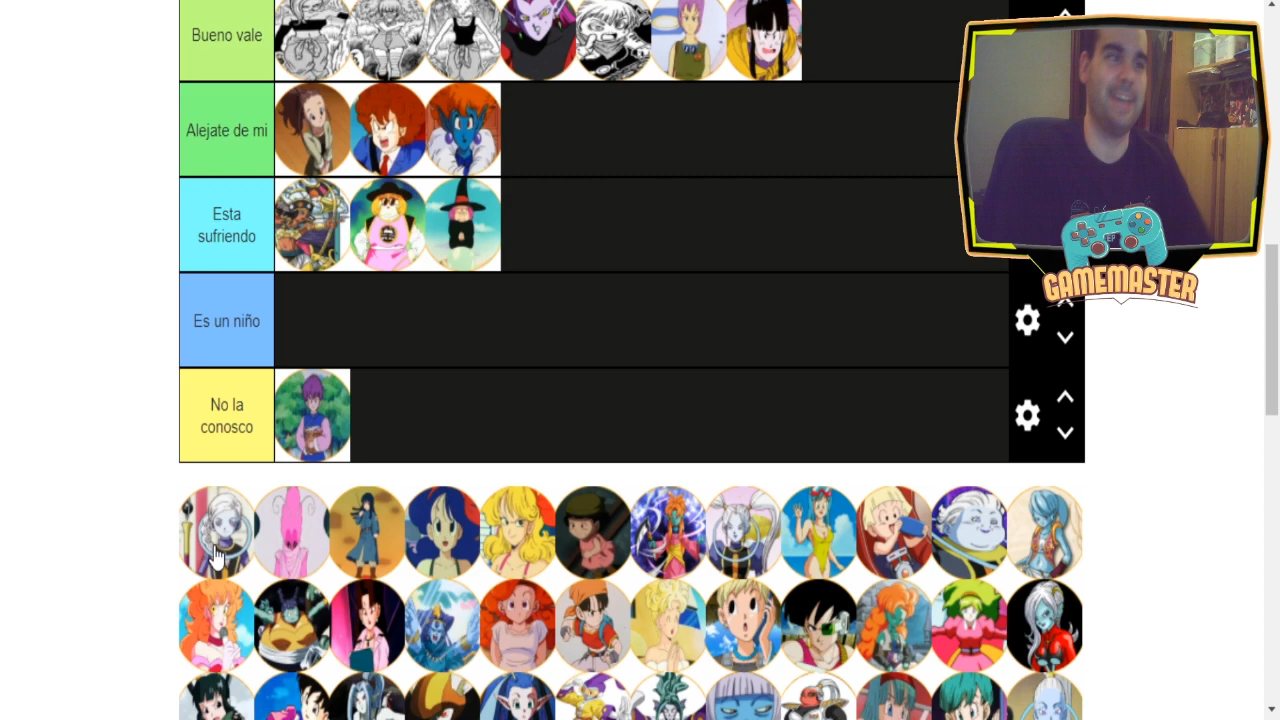 Bueno vale
Alejate de mi
Esta
sufriendo
Es un niño
No la
conosco
GAMEMASTER